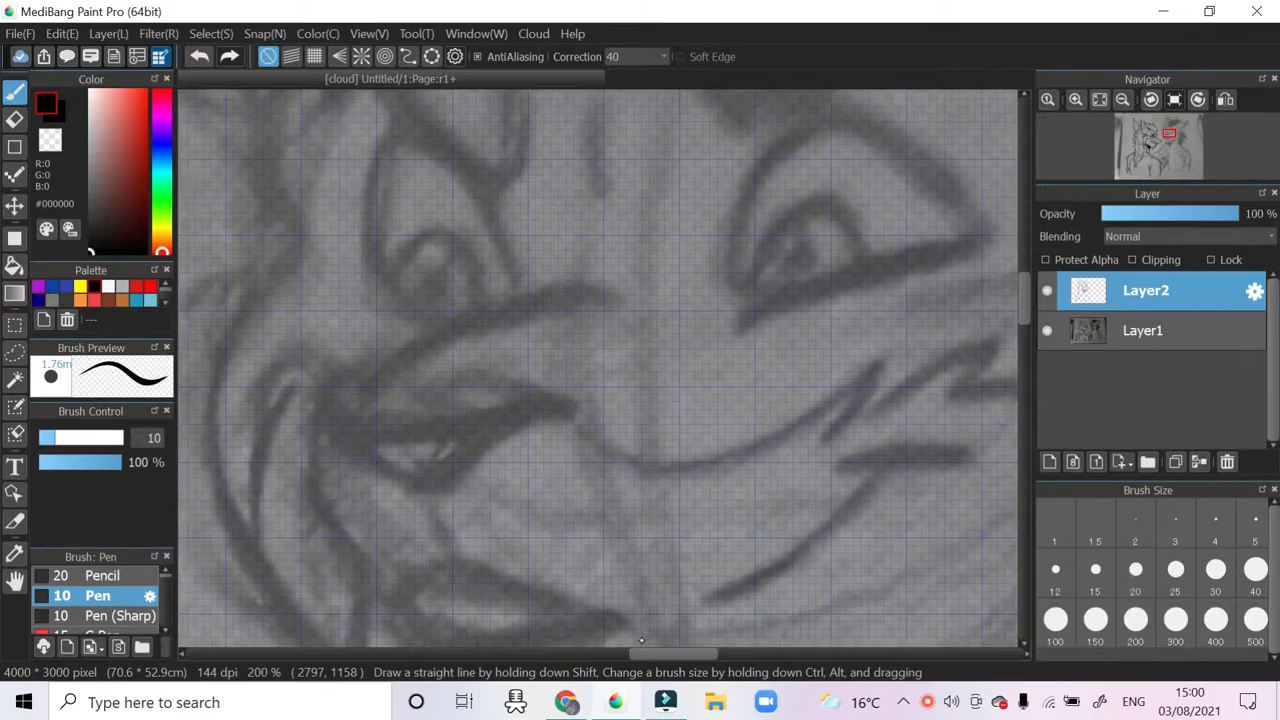 MediBang Paint Pro (64bit)
File(F) Edit(E) Layer(L) Filter(R) Select(S) Snap(N) Color(C) View(V) Tool(T) Window(W) Cloud Help
AntiAliasing Correction 40 Soft Edge
Color
[cloud] Untitled/1:Page:r1+
Navigator
R:0
G:0
B:0
#000000
Layer
Opacity 100 %
Blending Normal
Protect Alpha Clipping Lock
Palette
Layer2
---
Layer1
Brush Preview
1.76m
Brush Control
10
100 %
T
Brush Size
1 1.5 2 3 4 5
12 15 20 25 30 40
100 150 200 300 400 500
Brush: Pen
20 Pencil
10 Pen
10 Pen (Sharp)
4000 * 3000 pixel (70.6 * 52.9cm) 144 dpi 200 % ( 2797, 1158 ) Draw a straight line by holding down Shift, Change a brush size by holding down Ctrl, Alt, and dragging
Type here to search
16°C
ENG
15:00
03/08/2021